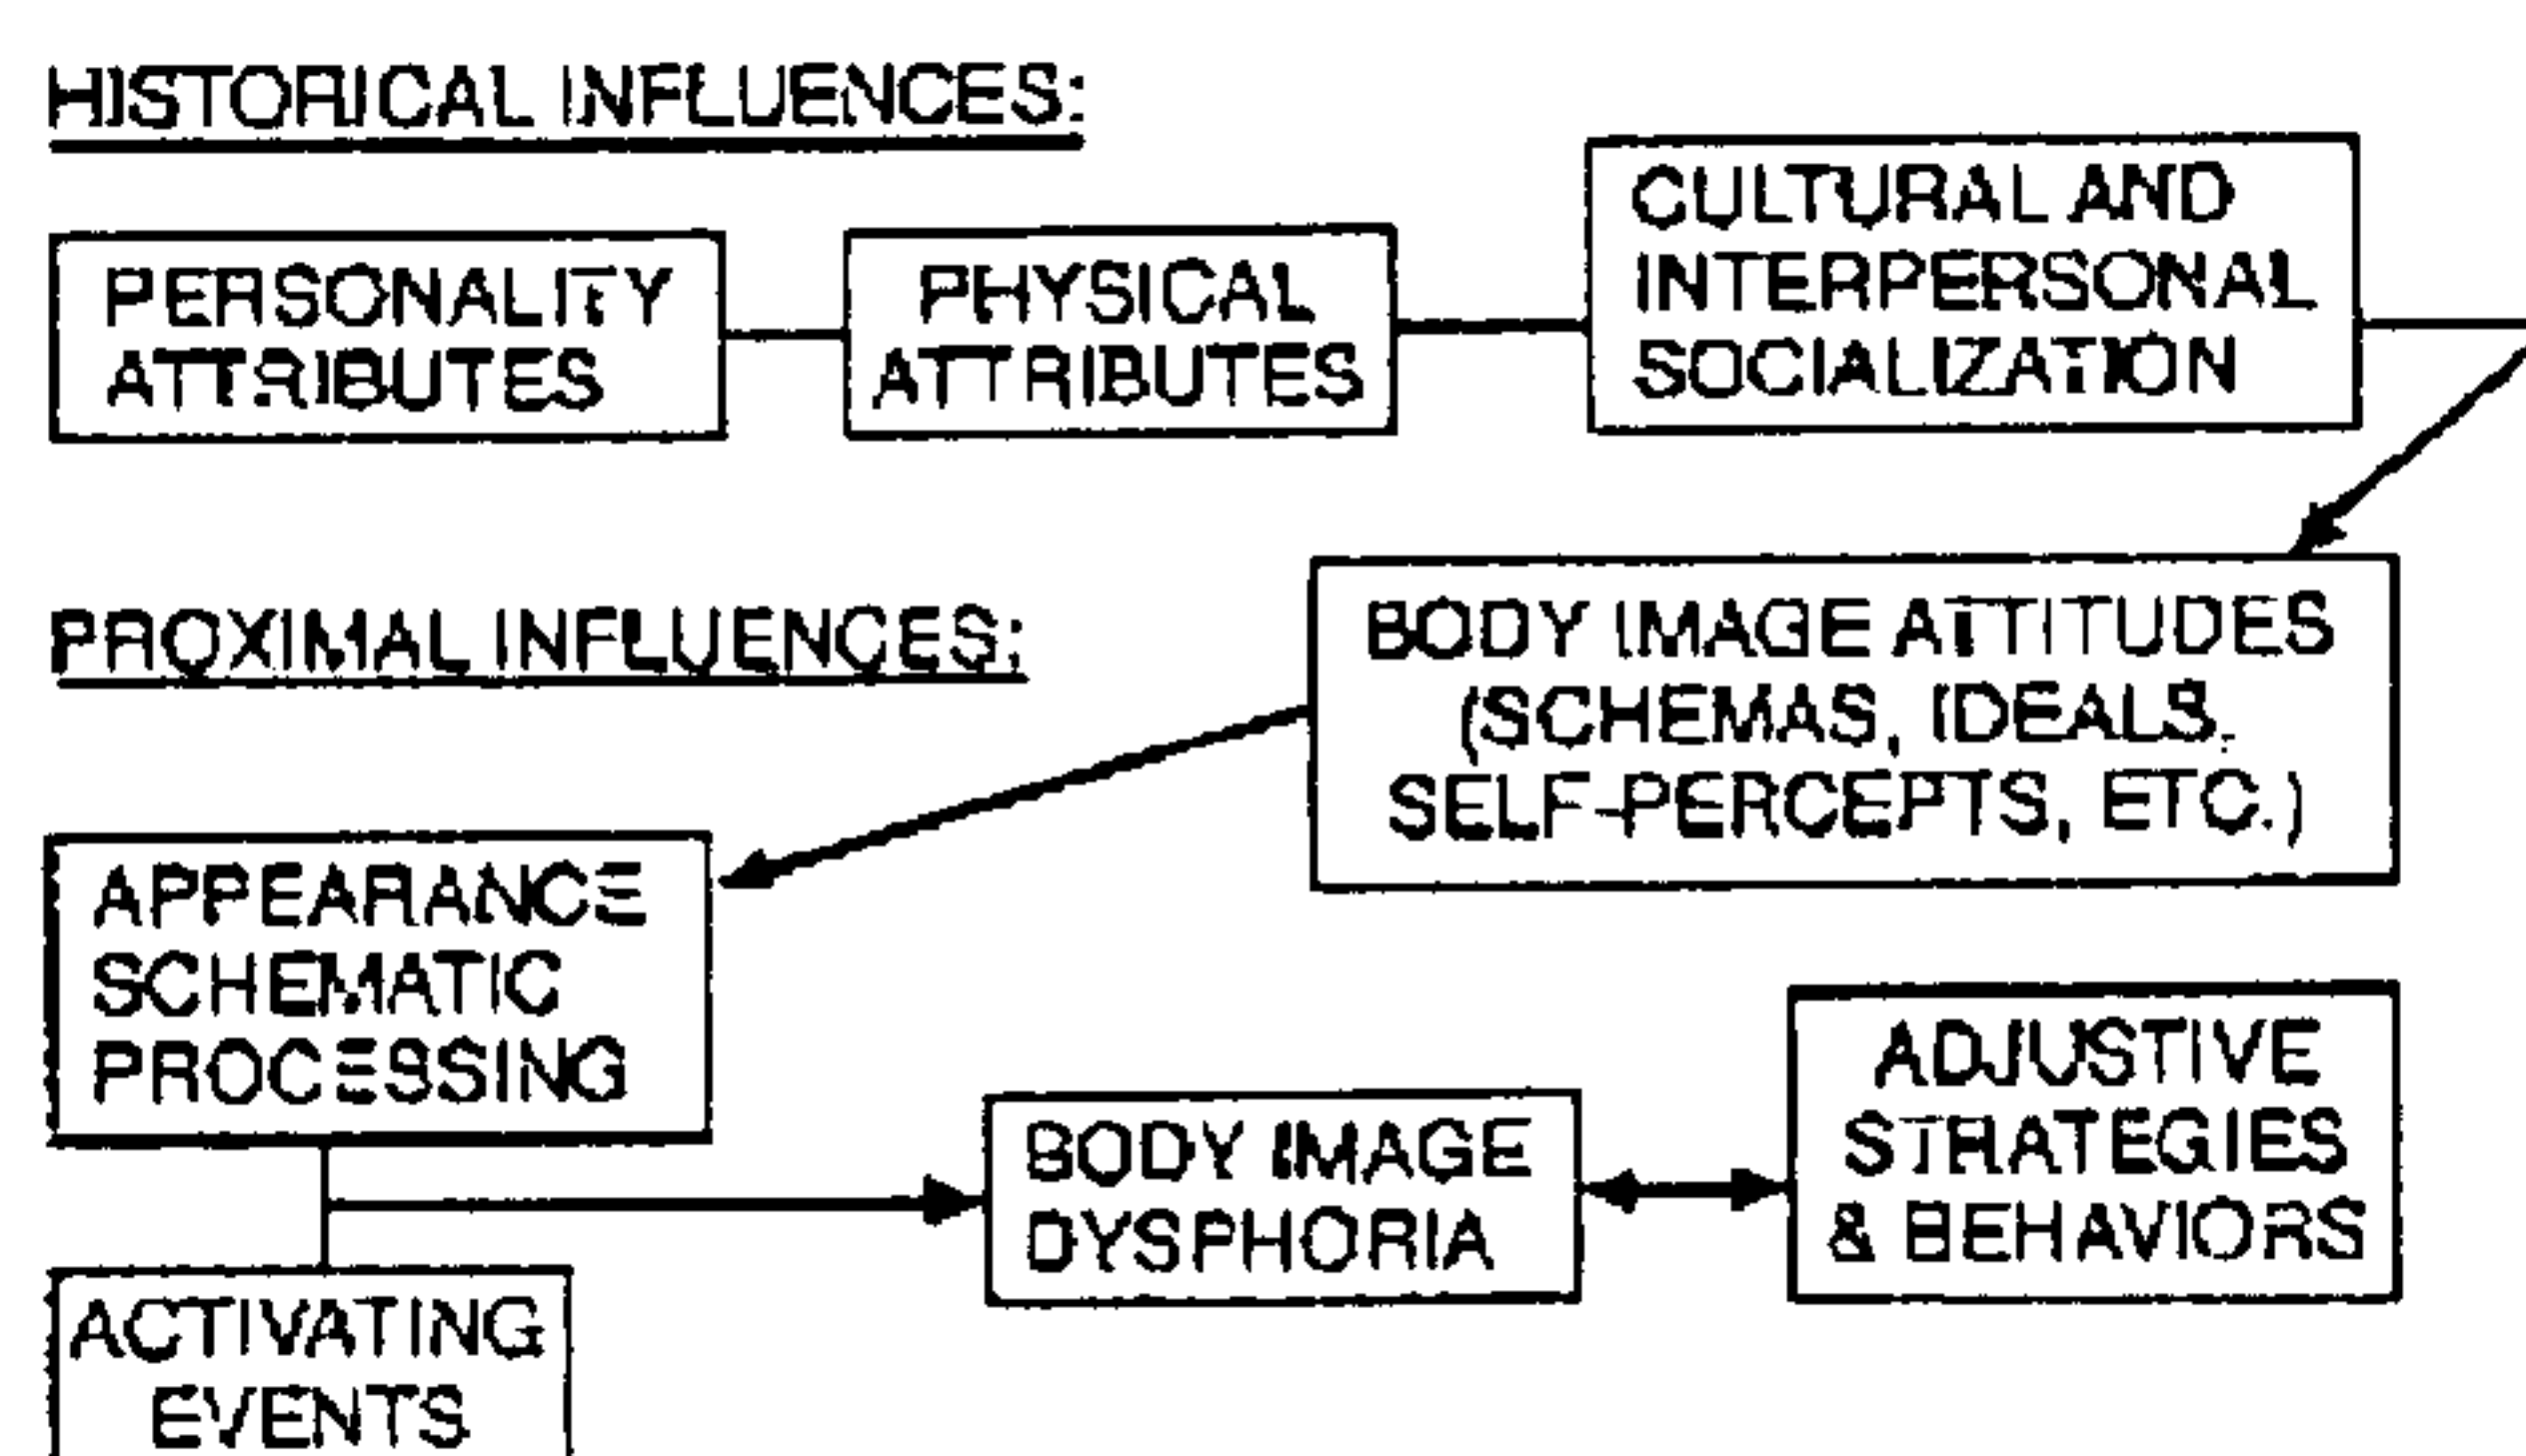 HISTORICAL INFLUENCES:
PERSONALITY
ATTRIBUTES
PHYSICAL
ATTRIBUTES
CULTURAL AND
INTERPERSONAL
SOCIALIZATION
PROXIMAL INFLUENCES:
BODY IMAGE ATTITUDES
(SCHEMAS, IDEALS,
SELF-PERCEPTS, ETC.)
APPEARANCE
SCHEMATIC
PROCESSING
BODY IMAGE
DYSPHORIA
ADJUSTIVE
STRATEGIES
& BEHAVIORS
ACTIVATING
EVENTS